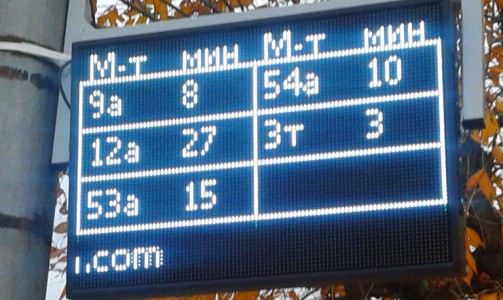 М-т мин М-т мин
9а 8 54а 10
12а 27 3т 3
53а 15
.com